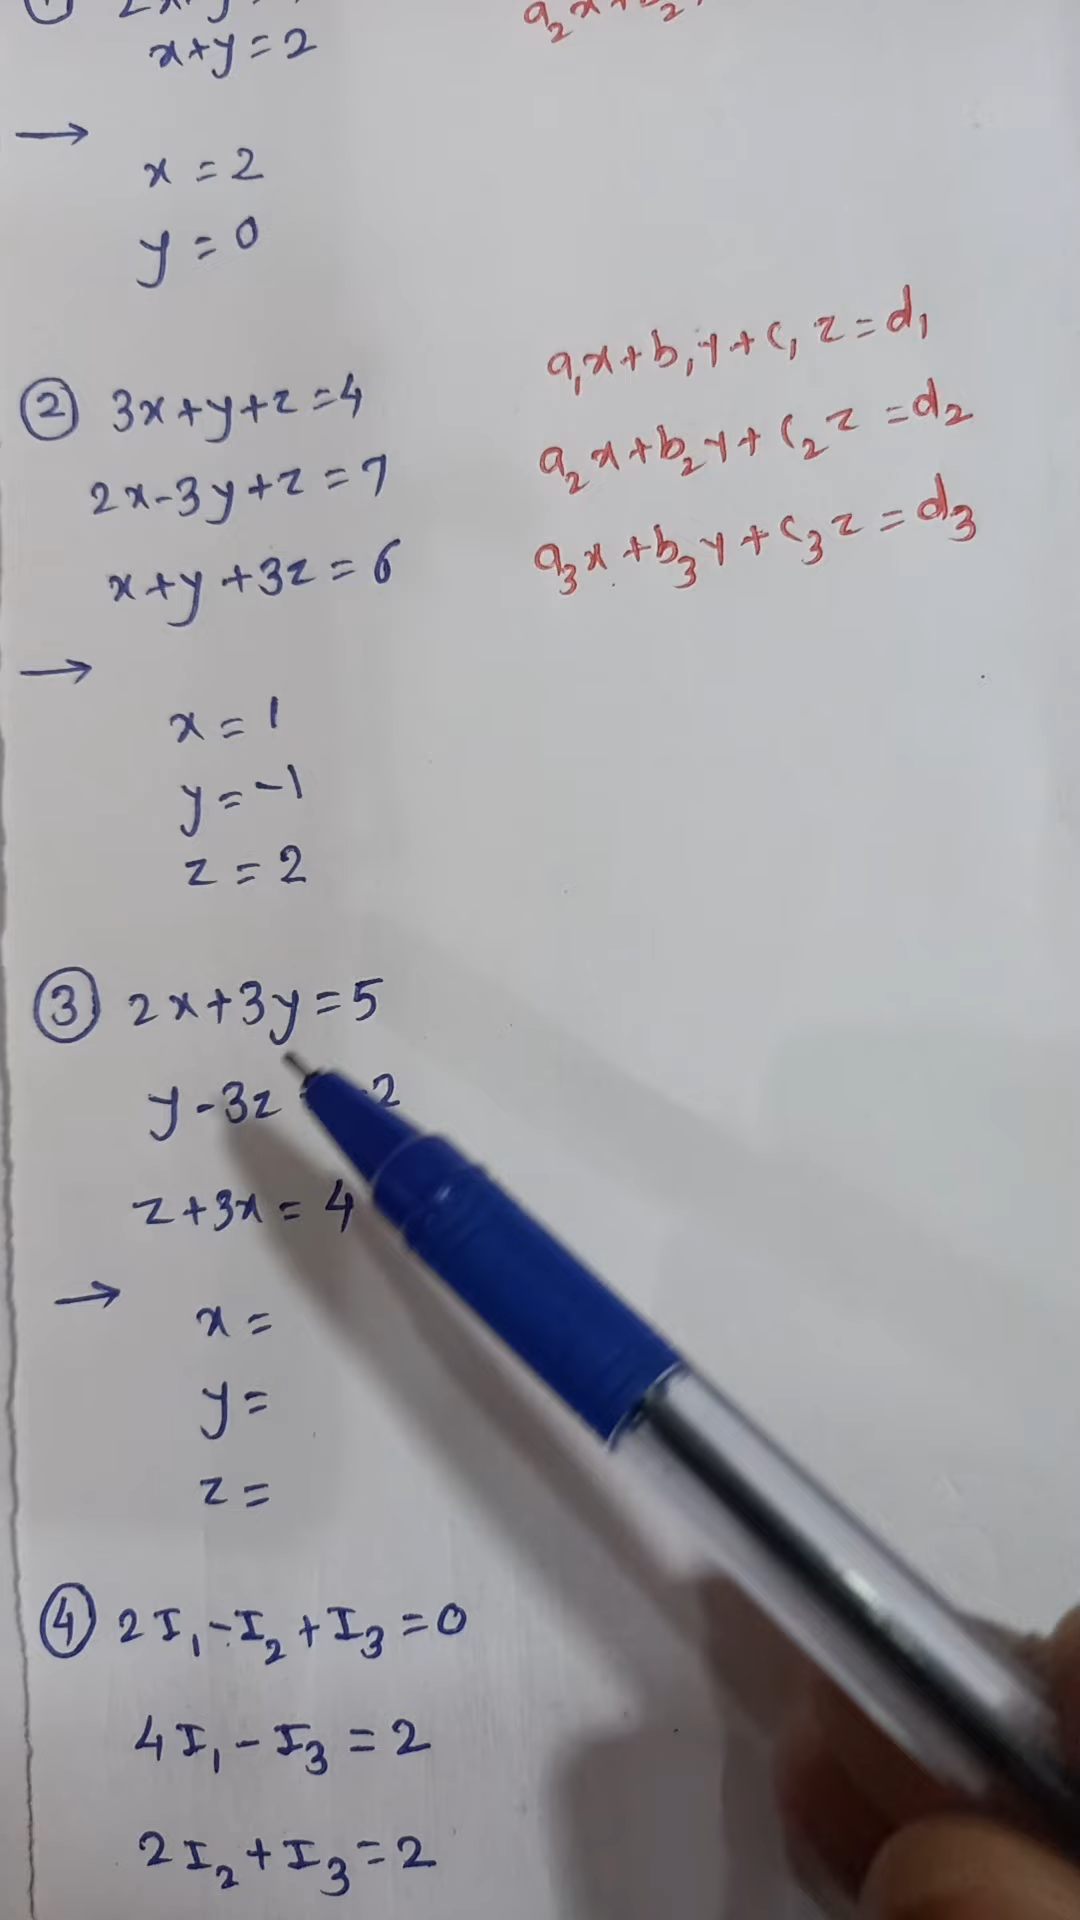 x+y=2
→
x=2
y=0
② 3x+y+z=4
2x-3y+z=7
x+y+3z=6
a₁x+b₁y+c₁z=d₁
a₂x+b₂y+c₂z=d₂
a₃x+b₃y+c₃z=d₃
→
x=1
y=-1
z=2
③ 2x+3y=5
y-3z -2
z+3x=4
→
x=
y=
z=
④ 2I₁-I₂+I₃=0
4I₁-I₃=2
2I₂+I₃=2